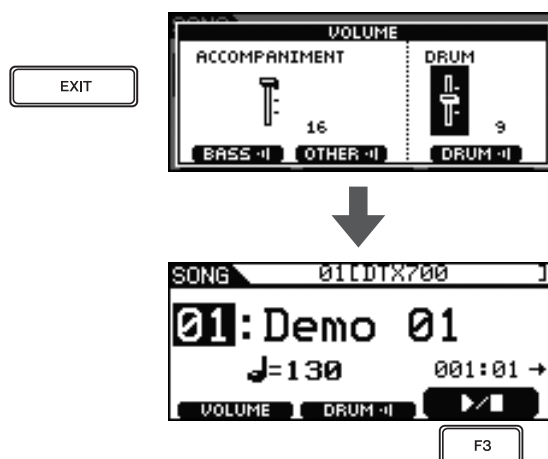 VOLUME
EXIT
ACCOMPANIMENT DRUM
16 9
BASS OTHER DRUM
SONG 01[DTX700 ]
01:Demo 01
♩=130 001:01→
VOLUME DRUM ▶/■
F3